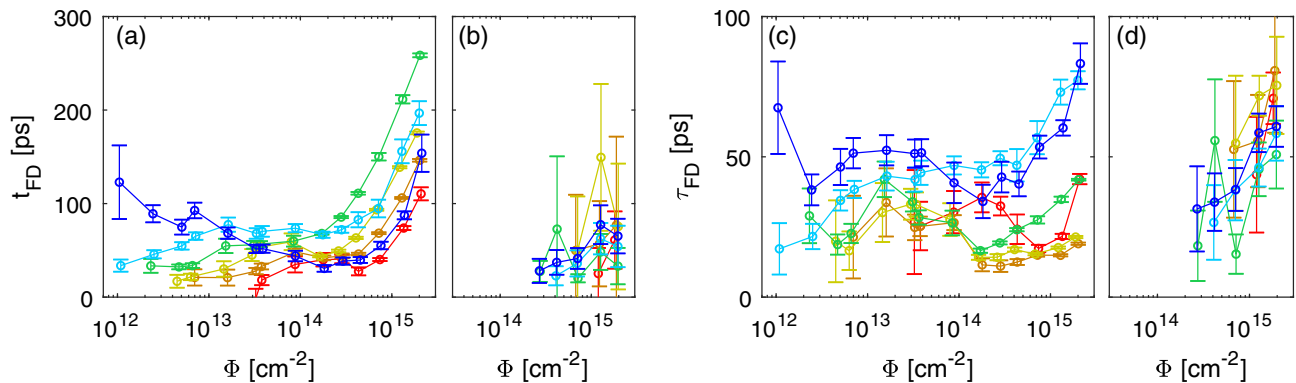 (a) (b) (c) (d)
300
200
100
0
t_FD [ps]
10^12 10^13 10^14 10^15
Φ [cm^-2]
10^14 10^15
Φ [cm^-2]
100
50
0
τ_FD [ps]
10^12 10^13 10^14 10^15
Φ [cm^-2]
10^14 10^15
Φ [cm^-2]